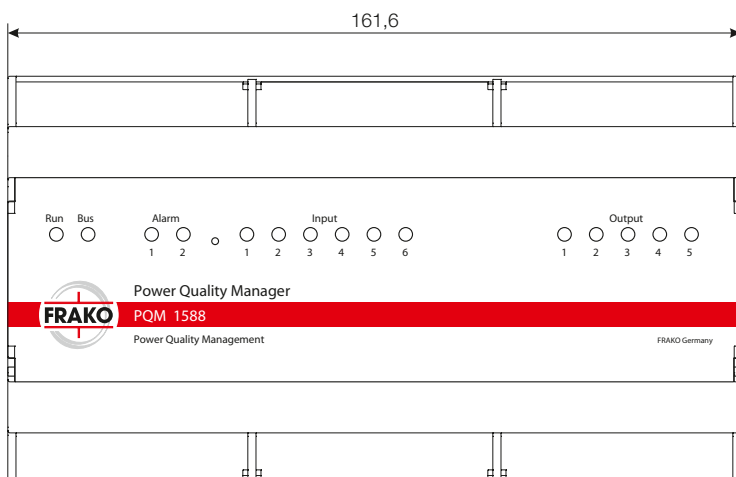 161,6
Run Bus Alarm Input Output
1 2 1 2 3 4 5 6 1 2 3 4 5
Power Quality Manager
FRAKO PQM 1588
Power Quality Management FRAKO Germany